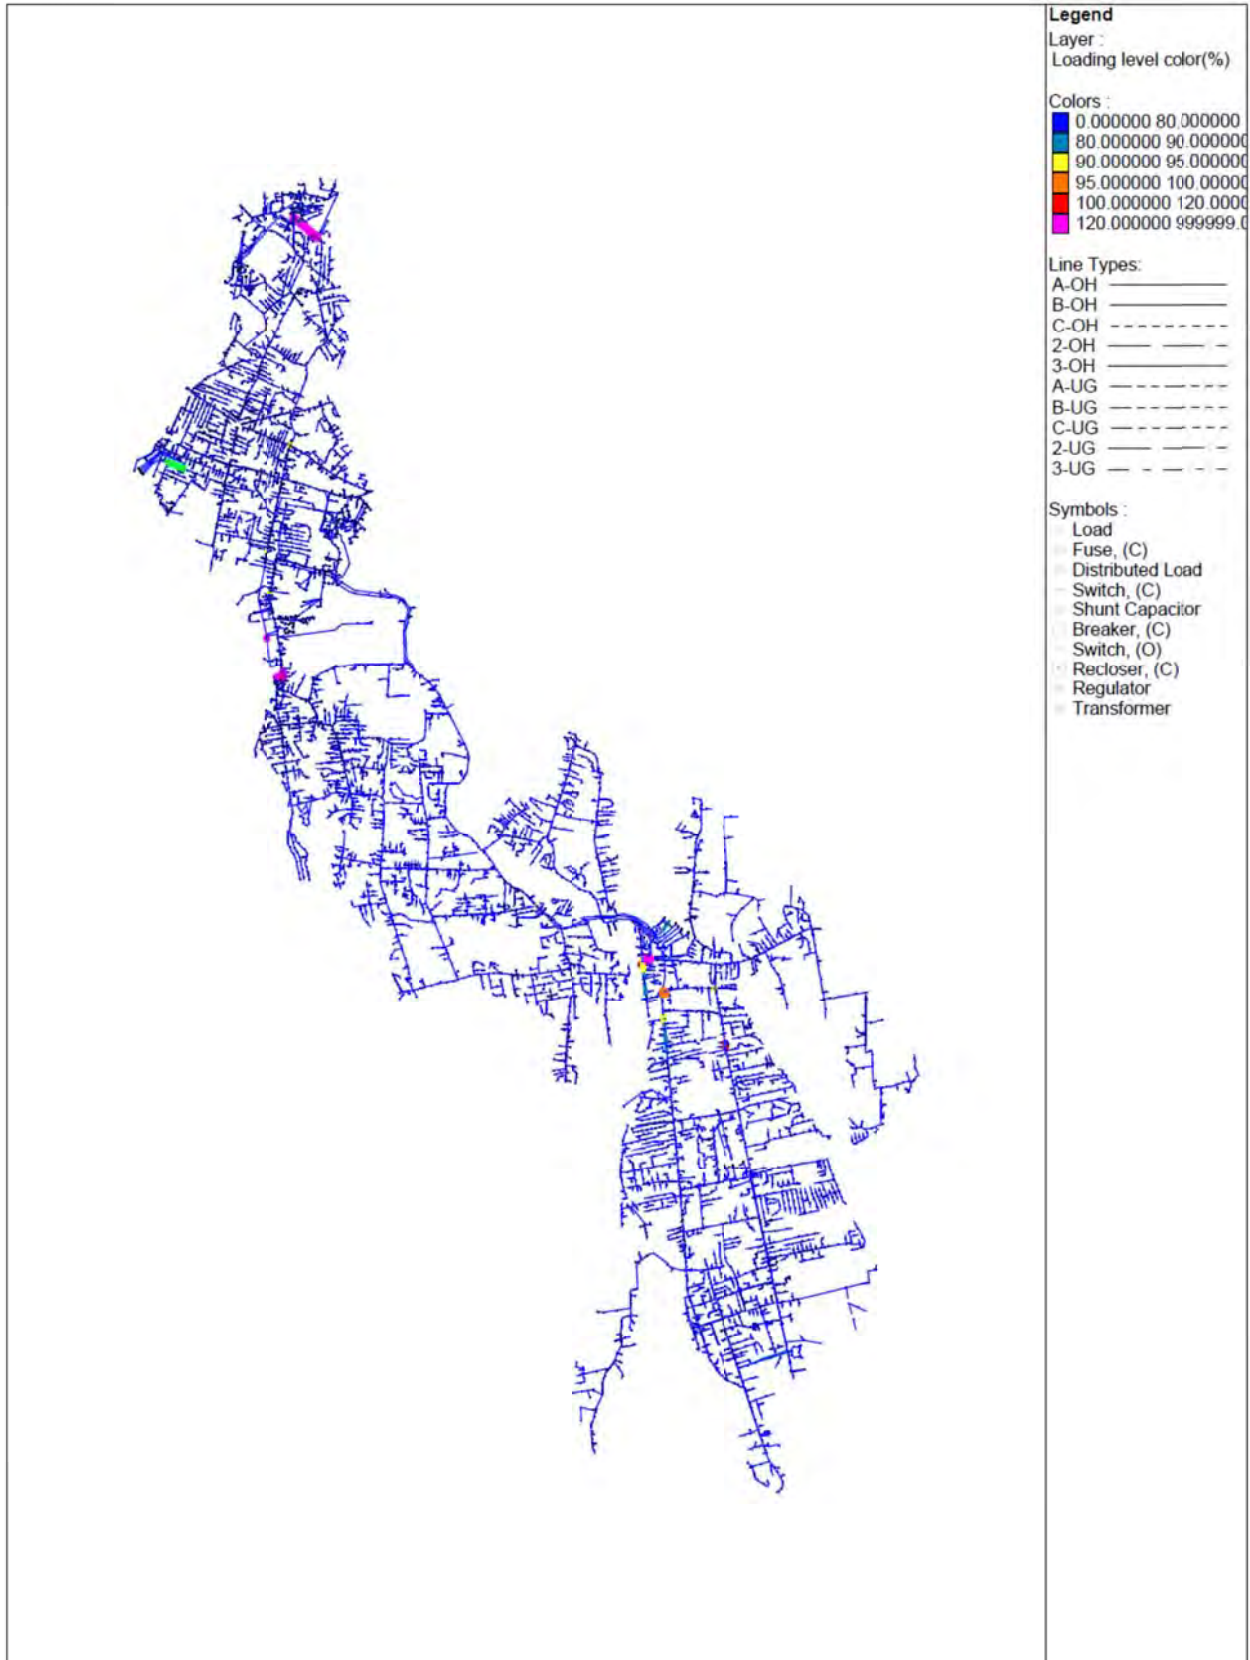 Legend
Layer :
Loading level color(%)
Colors :
0.000000 80.000000
80.000000 90.000000
90.000000 95.000000
95.000000 100.00000
100.000000 120.0000
120.000000 999999.0
Line Types:
A-OH
B-OH
C-OH
2-OH
3-OH
A-UG
B-UG
C-UG
2-UG
3-UG
Symbols :
Load
Fuse, (C)
Distributed Load
Switch, (C)
Shunt Capacitor
Breaker, (C)
Switch, (O)
Recloser, (C)
Regulator
Transformer